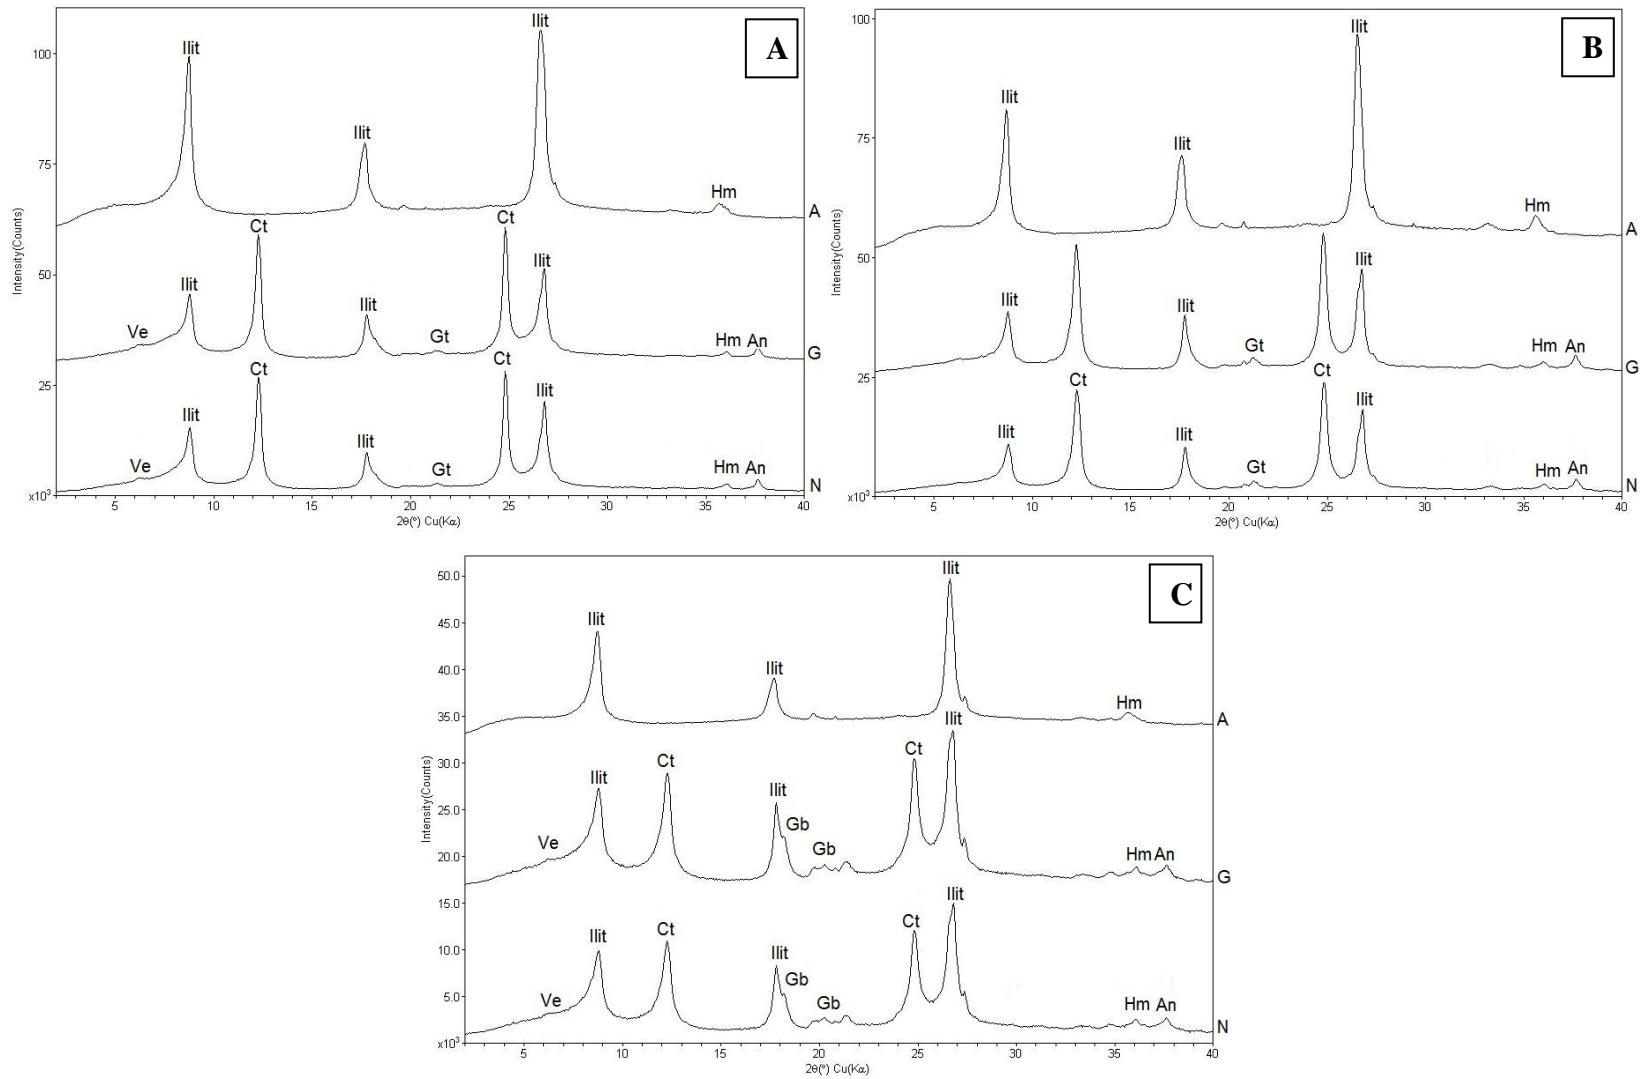 A
Ilit
Ilit
Ilit
Hm
A
Ilit
Ct
Ilit
Ct
Ilit
Ve
Gt
Hm An
G
Ilit
Ct
Ilit
Ct
Ilit
Ve
Gt
Hm An
N
Intensity(Counts)
100
75
50
25
x10³
5 10 15 20 25 30 35 40
2θ(°) Cu(Kα)
B
Ilit
Ilit
Ilit
Hm
A
Ilit
Ilit
Gt
Ilit
Hm An
G
Ilit
Ct
Ilit
Gt
Ct
Ilit
Hm An
N
Intensity(Counts)
100
75
50
25
x10³
5 10 15 20 25 30 35 40
2θ(°) Cu(Kα)
C
Ilit
Ilit
Ilit
Hm
A
Ve
Ilit
Ct
Ilit
Gb
Gb
Ct
Ilit
Hm An
G
Ve
Ilit
Ct
Ilit
Gb
Gb
Ct
Ilit
Hm An
N
Intensity(Counts)
50.0
45.0
40.0
35.0
30.0
25.0
20.0
15.0
10.0
5.0
x10³
5 10 15 20 25 30 35 40
2θ(°) Cu(Kα)